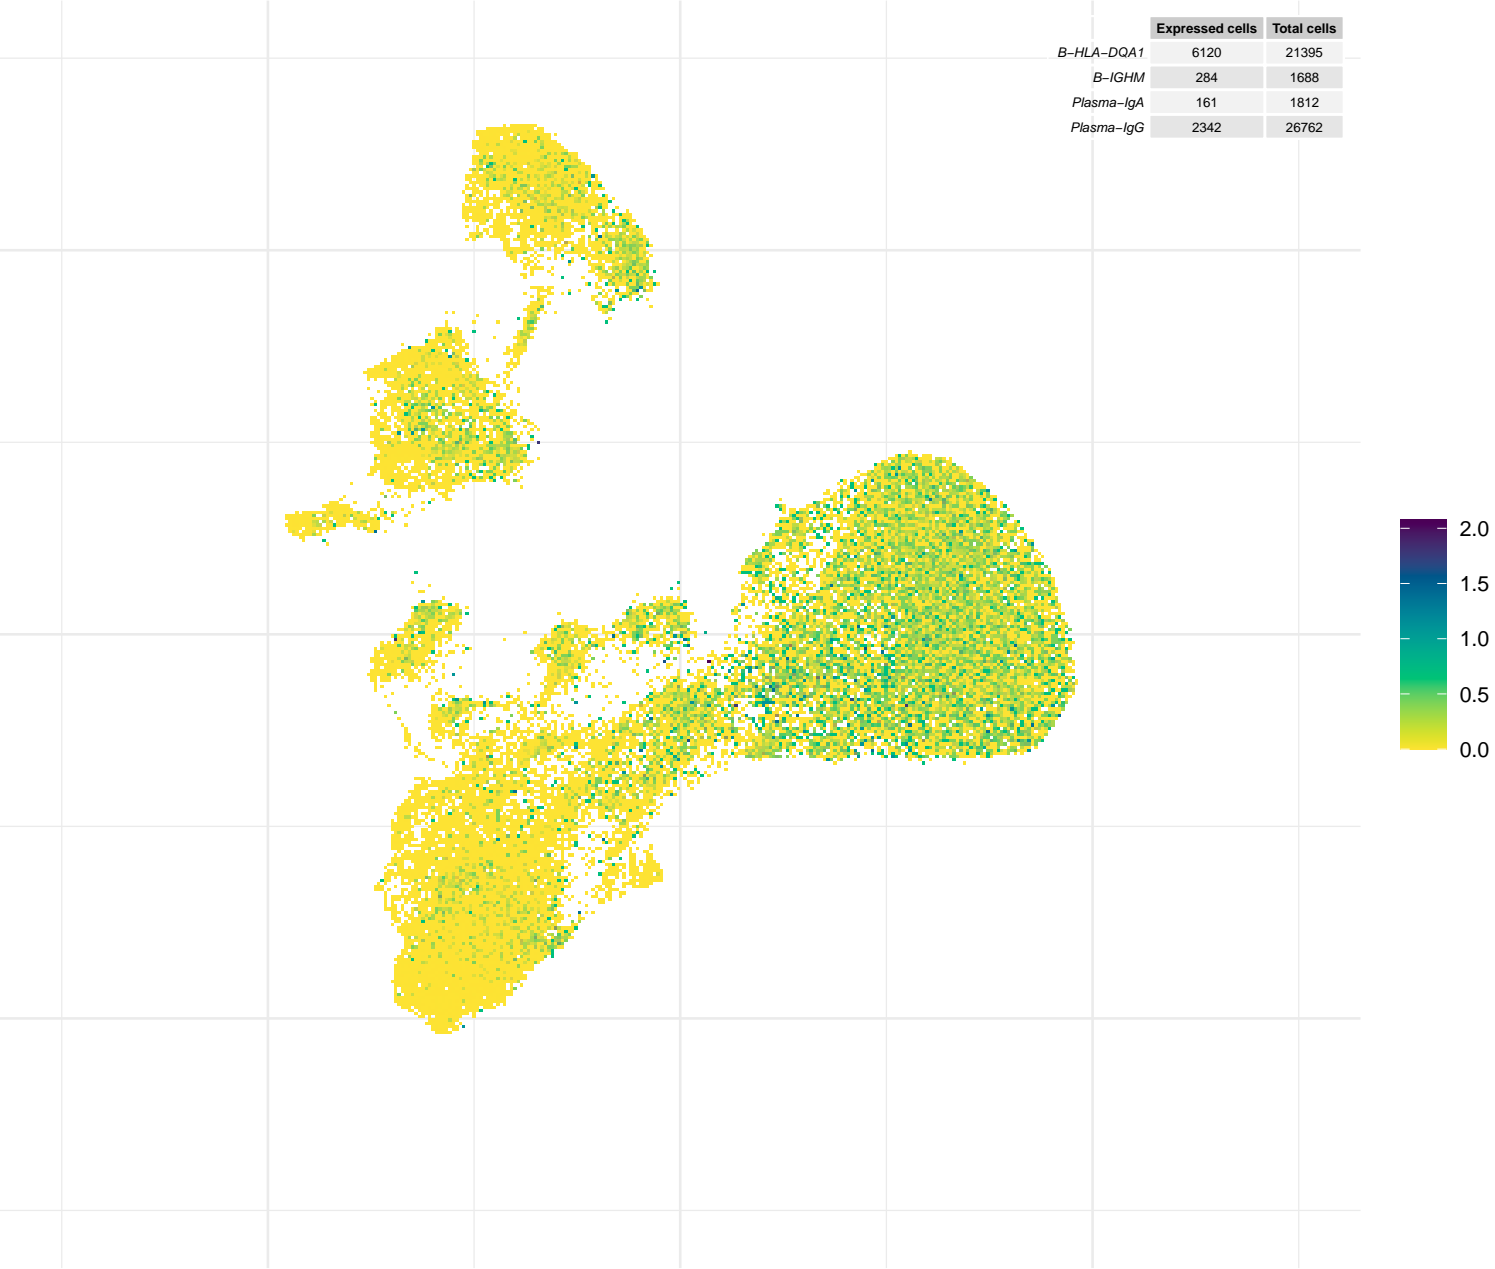 Expressed cells Total cells
B−HLA−DQA1 6120 21395
B−IGHM 284 1688
Plasma−IgA 161 1812
Plasma−IgG 2342 26762
2.0
1.5
1.0
0.5
0.0